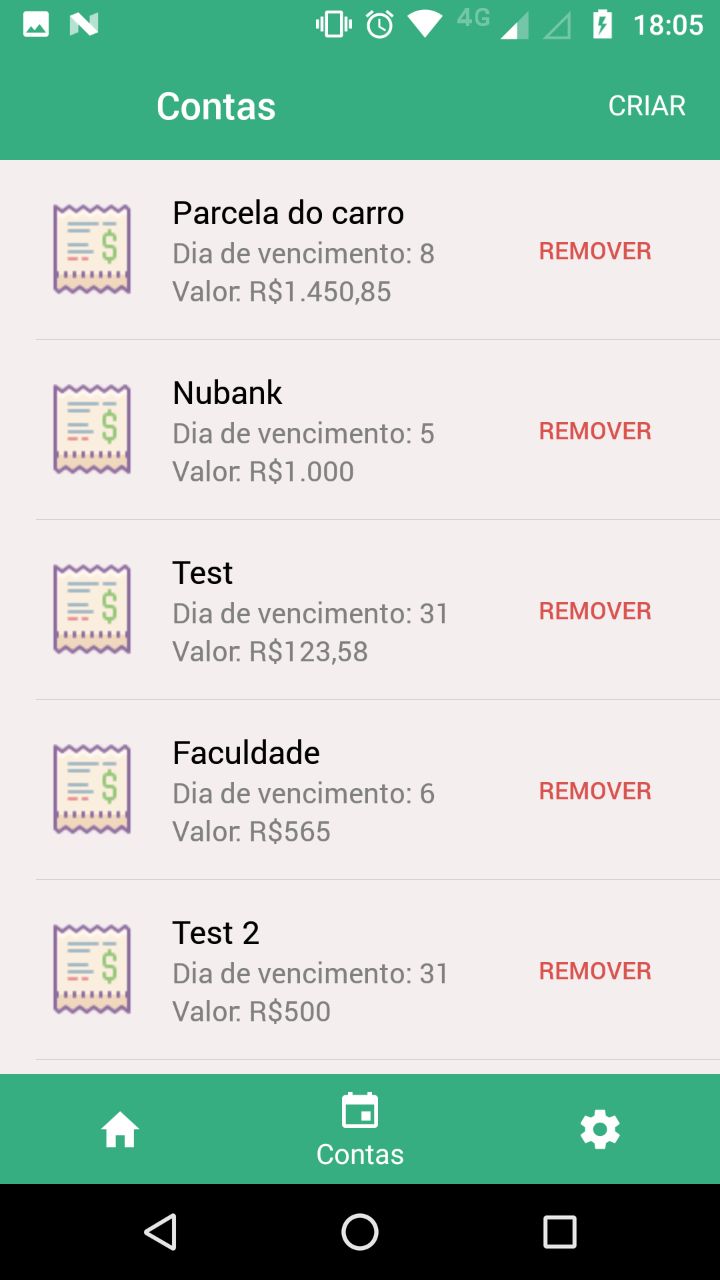 4G 18:05
Contas CRIAR
Parcela do carro
Dia de vencimento: 8
Valor: R$1.450,85
REMOVER
Nubank
Dia de vencimento: 5
Valor: R$1.000
REMOVER
Test
Dia de vencimento: 31
Valor: R$123,58
REMOVER
Faculdade
Dia de vencimento: 6
Valor: R$565
REMOVER
Test 2
Dia de vencimento: 31
Valor: R$500
REMOVER
Contas